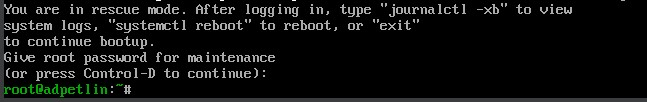 You are in rescue mode. After logging in, type "journalctl -xb" to view
system logs, "systemctl reboot" to reboot, or "exit"
to continue bootup.
Give root password for maintenance
(or press Control-D to continue):
root@adpetlin:~#